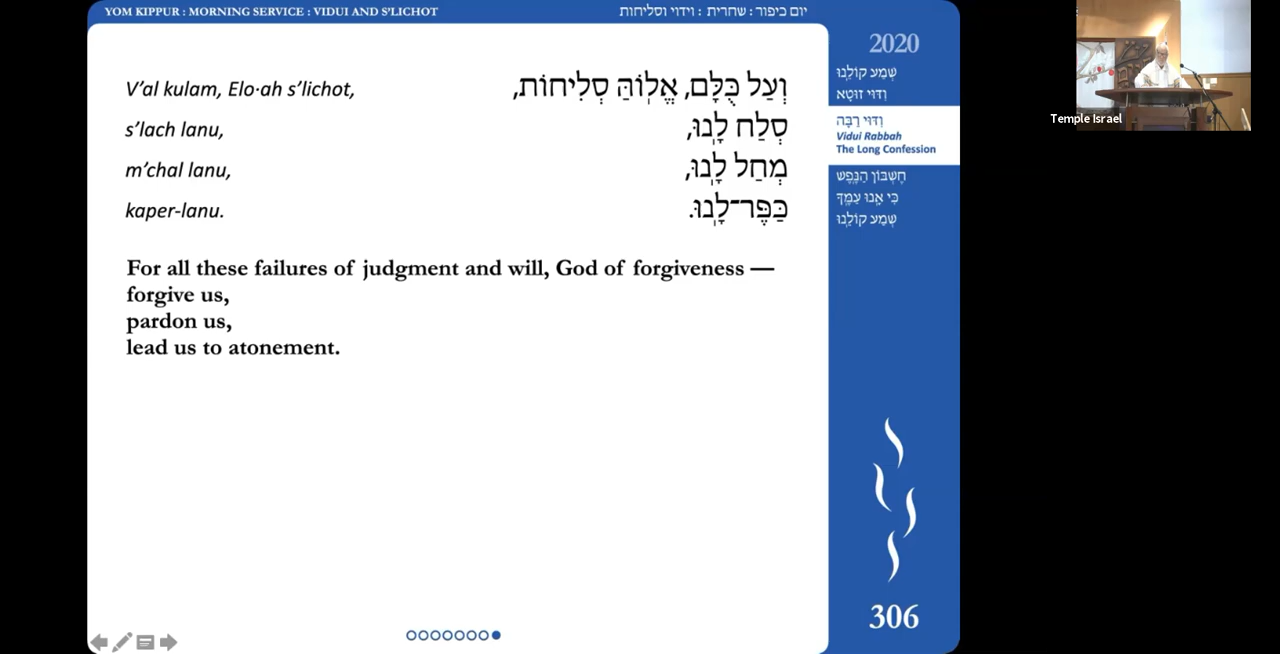 YOM KIPPUR : MORNING SERVICE : VIDUI AND S'LICHOT
יום כיפור : שחרית : וידוי וסליחות
V'al kulam, Elo·ah s'lichot,
s'lach lanu,
m'chal lanu,
kaper-lanu.
וְעַל כֻּלָּם, אֱלֽוֹהַּ סְלִיחוֹת,
סְלַח לָֽנוּ,
מְחַל לָֽנוּ,
כַּפֶּר־לָֽנוּ.
For all these failures of judgment and will, God of forgiveness —
forgive us,
pardon us,
lead us to atonement.
2020
שְׁמַע קוֹלֵֽנוּ
וִדּוּי זוּטָא
וִדּוּי רַבָּה
Vidui Rabbah
The Long Confession
חֶשְׁבּוֹן הַנֶּֽפֶשׁ
כִּי אָֽנוּ עַמֶּֽךָ
שְׁמַע קוֹלֵֽנוּ
306
Temple Israel